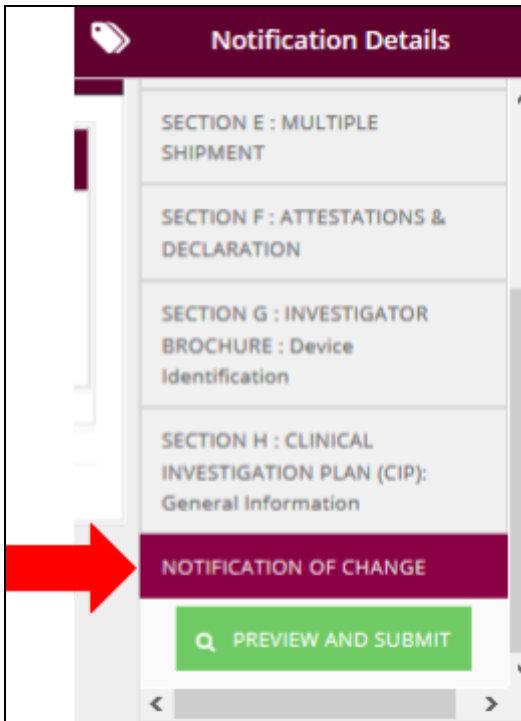 Notification Details
SECTION E : MULTIPLE
SHIPMENT
SECTION F : ATTESTATIONS &
DECLARATION
SECTION G : INVESTIGATOR
BROCHURE : Device
Identification
SECTION H : CLINICAL
INVESTIGATION PLAN (CIP):
General Information
NOTIFICATION OF CHANGE
PREVIEW AND SUBMIT